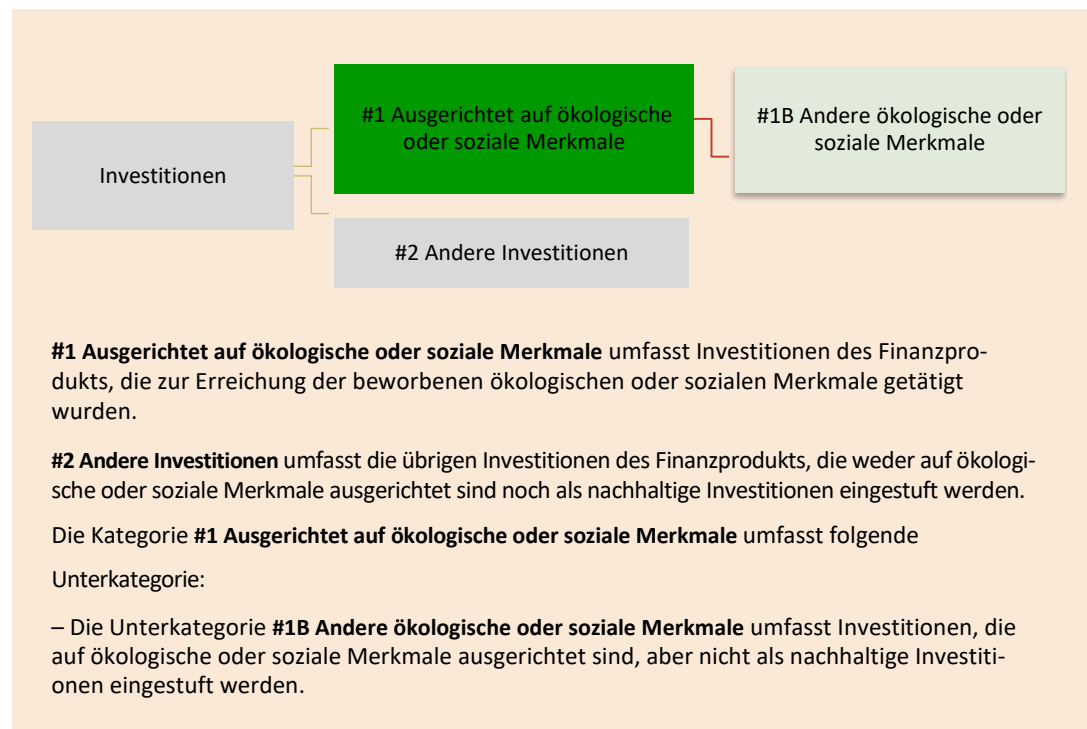 #1 Ausgerichtet auf ökologische
oder soziale Merkmale
#1B Andere ökologische oder
soziale Merkmale
Investitionen
#2 Andere Investitionen
#1 Ausgerichtet auf ökologische oder soziale Merkmale umfasst Investitionen des Finanzpro-
dukts, die zur Erreichung der beworbenen ökologischen oder sozialen Merkmale getätigt
wurden.
#2 Andere Investitionen umfasst die übrigen Investitionen des Finanzprodukts, die weder auf ökologi-
sche oder soziale Merkmale ausgerichtet sind noch als nachhaltige Investitionen eingestuft werden.
Die Kategorie #1 Ausgerichtet auf ökologische oder soziale Merkmale umfasst folgende
Unterkategorie:
– Die Unterkategorie #1B Andere ökologische oder soziale Merkmale umfasst Investitionen, die
auf ökologische oder soziale Merkmale ausgerichtet sind, aber nicht als nachhaltige Investiti-
onen eingestuft werden.